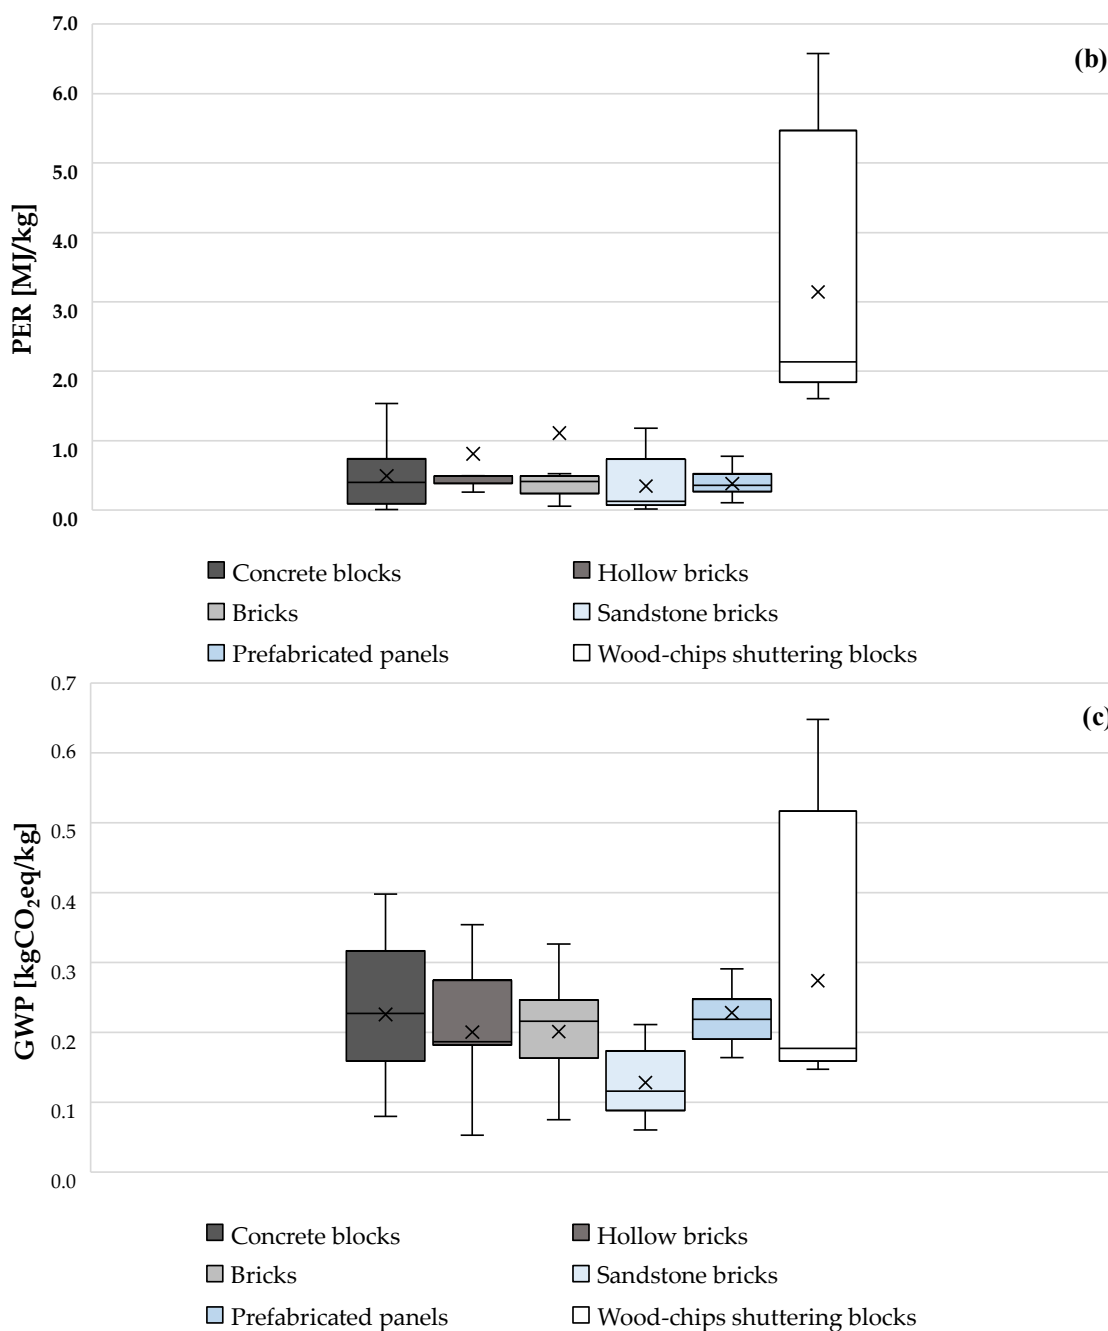 7.0
(b)
6.0
5.0
4.0
3.0
2.0
1.0
0.0
PER [MJ/kg]
Concrete blocks
Hollow bricks
Bricks
Sandstone bricks
Prefabricated panels
Wood-chips shuttering blocks
0.7
(c)
0.6
0.5
0.4
0.3
0.2
0.1
0.0
GWP [kgCO₂eq/kg]
Concrete blocks
Hollow bricks
Bricks
Sandstone bricks
Prefabricated panels
Wood-chips shuttering blocks